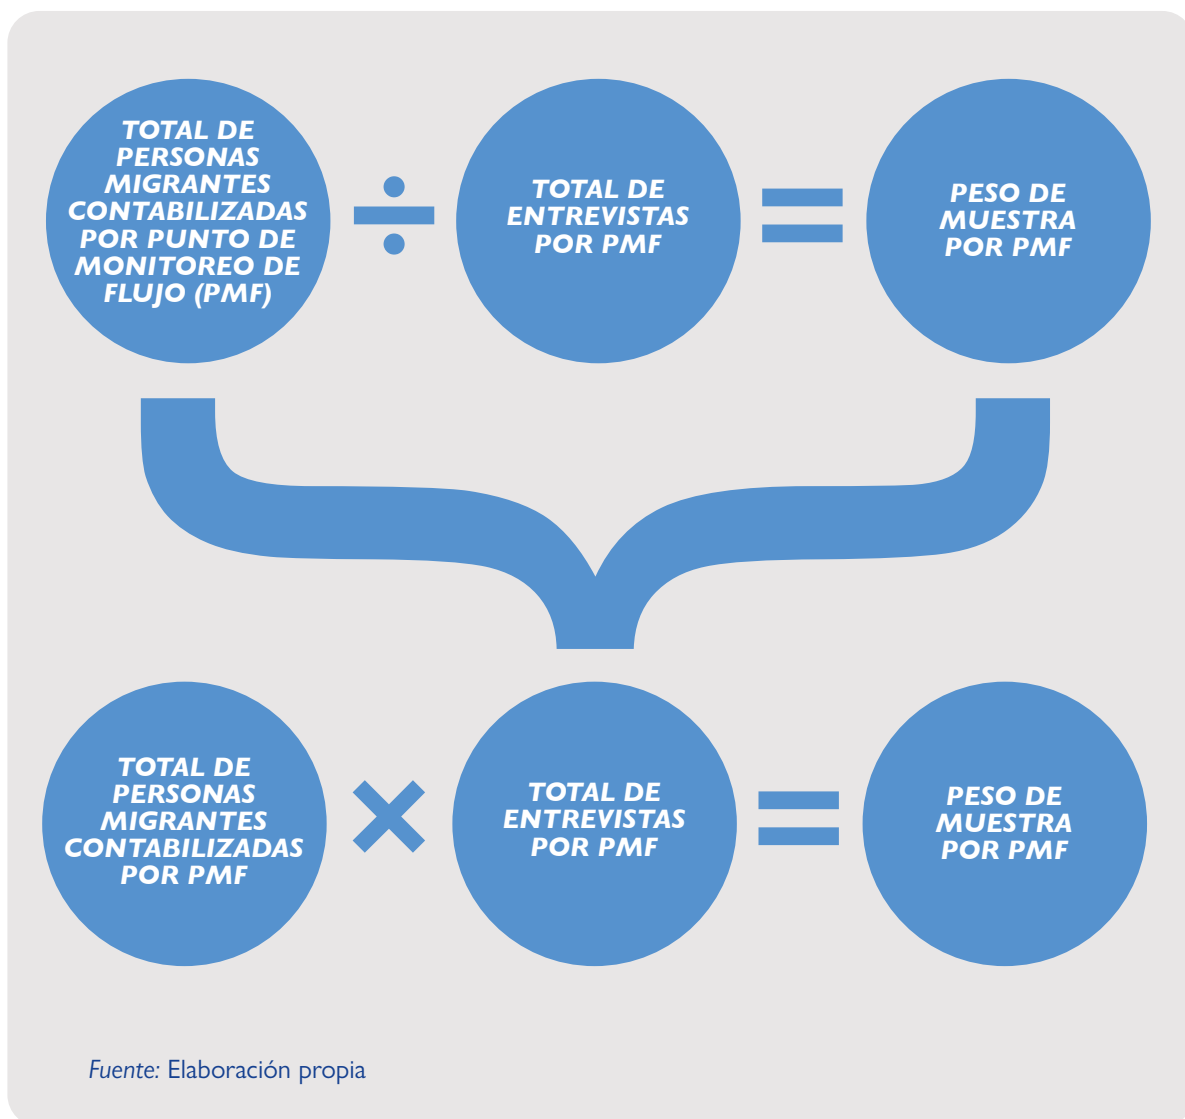 TOTAL DE
PERSONAS
MIGRANTES
CONTABILIZADAS
POR PUNTO DE
MONITOREO DE
FLUJO (PMF)
÷
TOTAL DE
ENTREVISTAS
POR PMF
=
PESO DE
MUESTRA
POR PMF
TOTAL DE
PERSONAS
MIGRANTES
CONTABILIZADAS
POR PMF
×
TOTAL DE
ENTREVISTAS
POR PMF
=
PESO DE
MUESTRA
POR PMF
Fuente: Elaboración propia